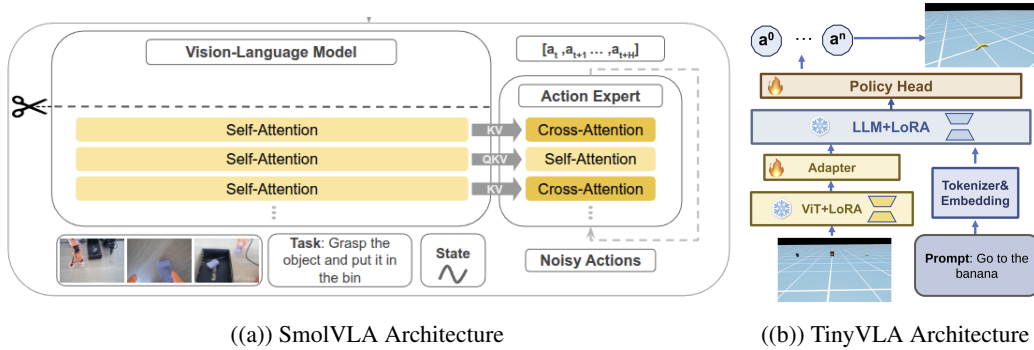 Vision-Language Model
[a_t ,a_{t+1} ... ,a_{t+H}]
Action Expert
Self-Attention
KV
Cross-Attention
Self-Attention
QKV
Self-Attention
Self-Attention
KV
Cross-Attention
Task: Grasp the
object and put it in
the bin
State
Noisy Actions
((a)) SmolVLA Architecture
a^0 ... a^n
Policy Head
LLM+LoRA
Adapter
ViT+LoRA
Tokenizer&
Embedding
Prompt: Go to the
banana
((b)) TinyVLA Architecture